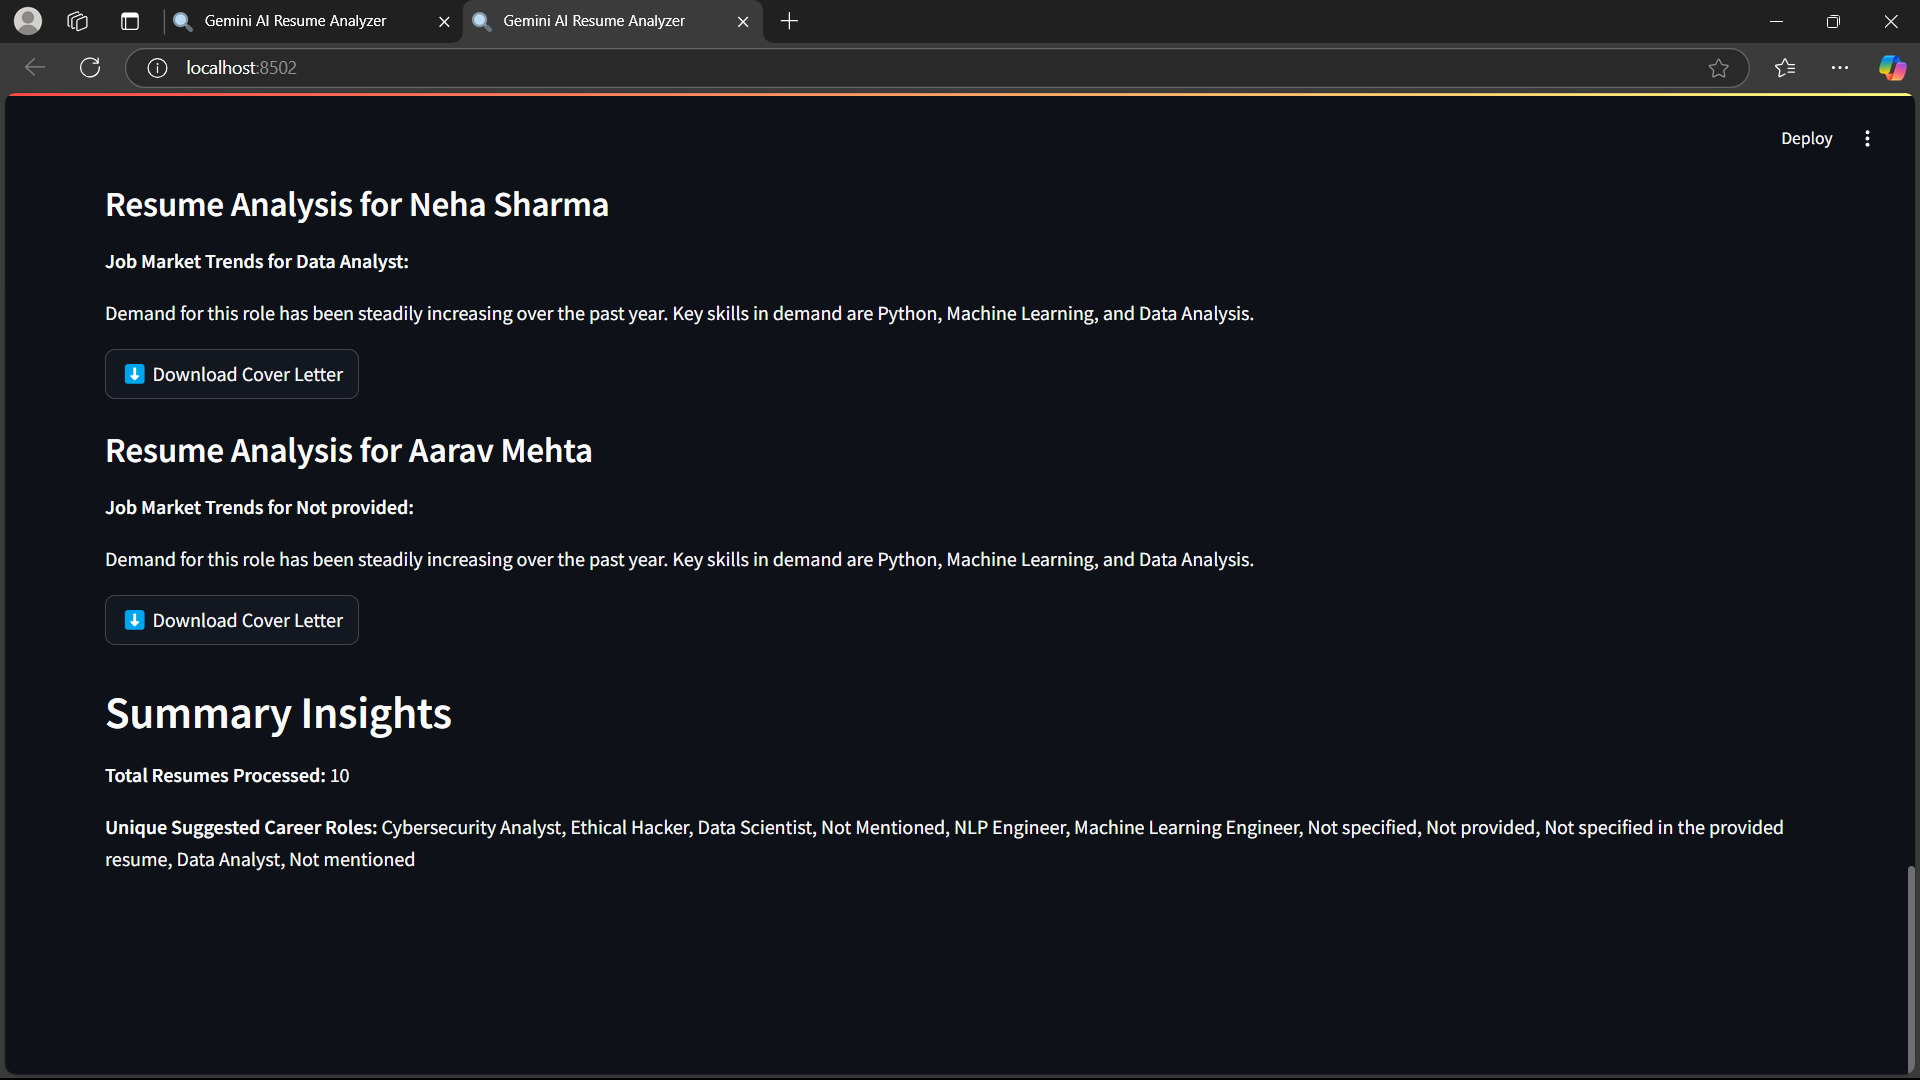 Gemini AI Resume Analyzer
Gemini AI Resume Analyzer
localhost:8502
Deploy
Resume Analysis for Neha Sharma
Job Market Trends for Data Analyst:
Demand for this role has been steadily increasing over the past year. Key skills in demand are Python, Machine Learning, and Data Analysis.
Download Cover Letter
Resume Analysis for Aarav Mehta
Job Market Trends for Not provided:
Demand for this role has been steadily increasing over the past year. Key skills in demand are Python, Machine Learning, and Data Analysis.
Download Cover Letter
Summary Insights
Total Resumes Processed: 10
Unique Suggested Career Roles: Cybersecurity Analyst, Ethical Hacker, Data Scientist, Not Mentioned, NLP Engineer, Machine Learning Engineer, Not specified, Not provided, Not specified in the provided
resume, Data Analyst, Not mentioned